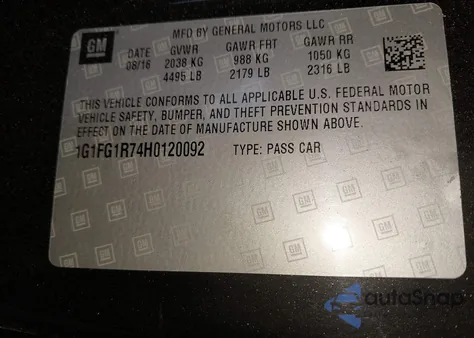 GM
MFD BY GENERAL MOTORS LLC
DATE GVWR GAWR FRT GAWR RR
08/16 2038 KG 988 KG 1050 KG
4495 LB 2179 LB 2316 LB
THIS VEHICLE CONFORMS TO ALL APPLICABLE U.S. FEDERAL MOTOR
VEHICLE SAFETY, BUMPER, AND THEFT PREVENTION STANDARDS IN
EFFECT ON THE DATE OF MANUFACTURE SHOWN ABOVE.
1G1FG1R74H0120092 TYPE: PASS CAR
autoSnap